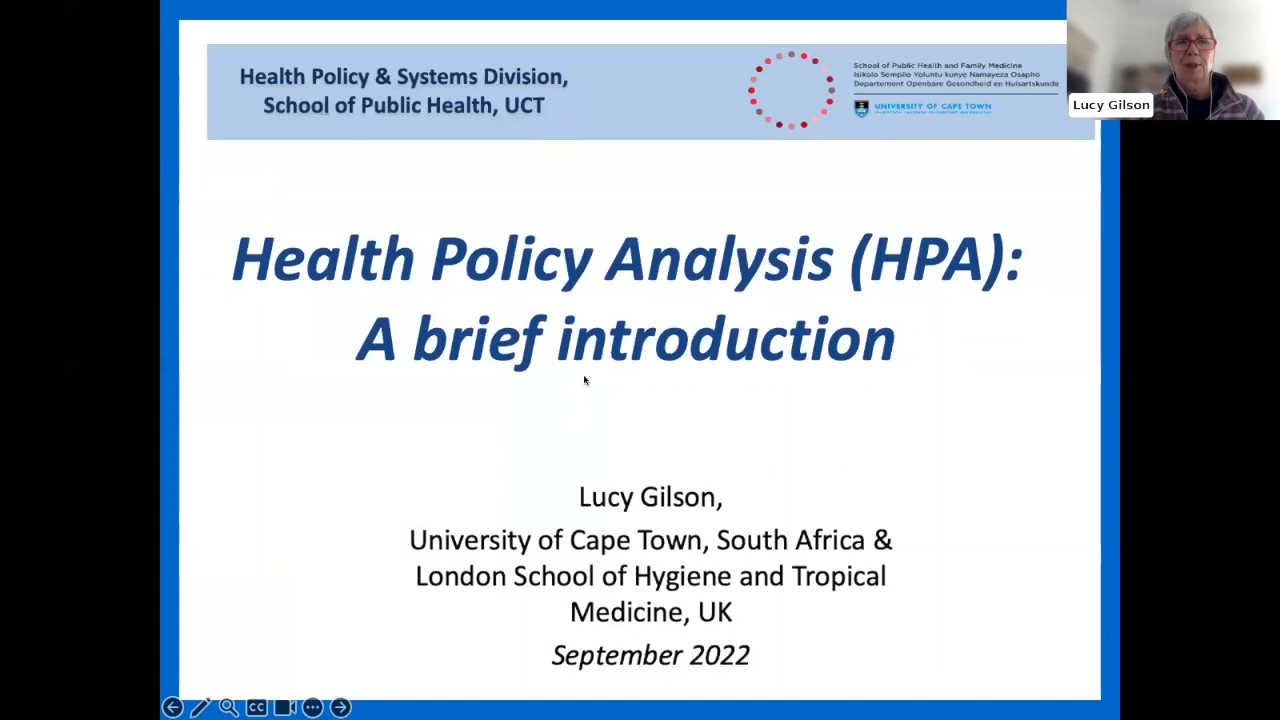 Health Policy & Systems Division,
School of Public Health, UCT
School of Public Health and Family Medicine
Isikolo Sempilo Yoluntu kunye Namayeza Osapho
Departement Openbare Gesondheid en Huisartskunde
UNIVERSITY OF CAPE TOWN
Lucy Gilson
Health Policy Analysis (HPA):
A brief introduction
Lucy Gilson,
University of Cape Town, South Africa &
London School of Hygiene and Tropical
Medicine, UK
September 2022
CC